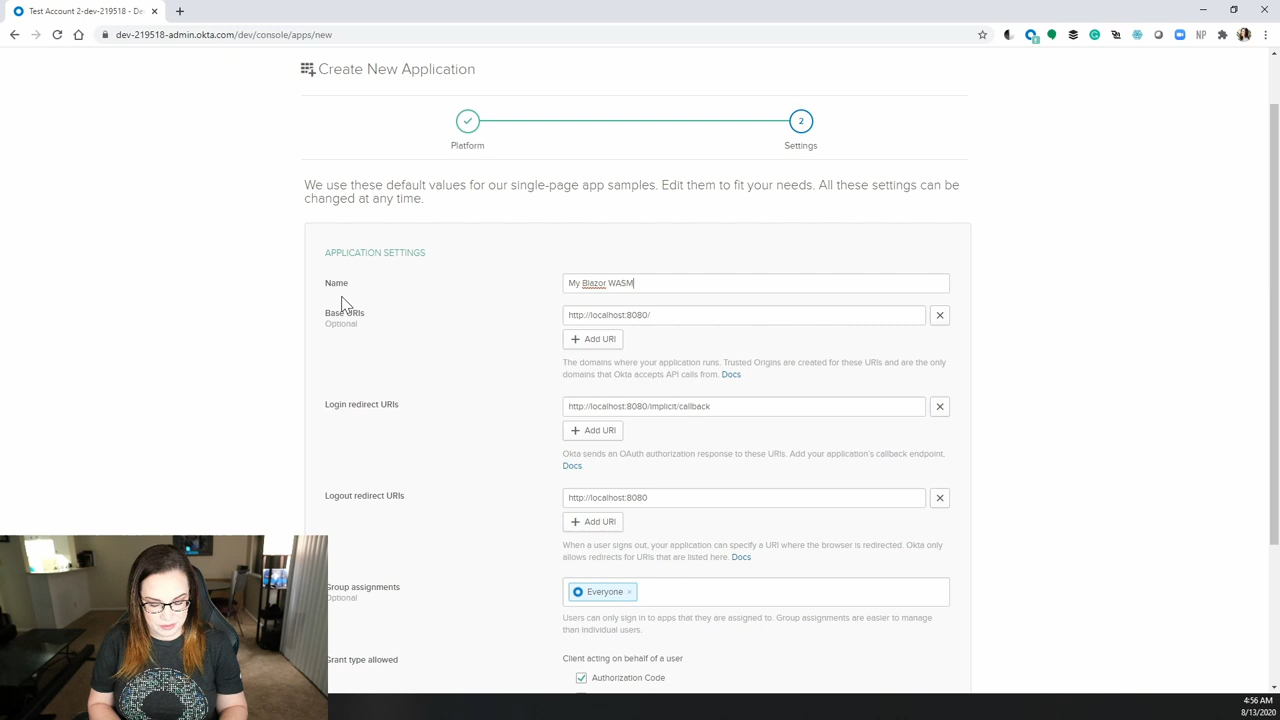 Test Account 2-dev-219518 - De
dev-219518-admin.okta.com/dev/console/apps/new
NP
Create New Application
2
Platform
Settings
We use these default values for our single-page app samples. Edit them to fit your needs. All these settings can be
changed at any time.
APPLICATION SETTINGS
Name
My Blazor WASM
Base URIs
Optional
http://localhost:8080/
Add URI
The domains where your application runs. Trusted Origins are created for these URIs and are the only
domains that Okta accepts API calls from. Docs
Login redirect URIs
http://localhost:8080/implicit/callback
Add URI
Okta sends an OAuth authorization response to these URIs. Add your application's callback endpoint.
Docs
Logout redirect URIs
http://localhost:8080
Add URI
When a user signs out, your application can specify a URI where the browser is redirected. Okta only
allows redirects for URIs that are listed here. Docs
Group assignments
Optional
Everyone
Users can only sign in to apps that they are assigned to. Group assignments are easier to manage
than individual users.
Grant type allowed
Client acting on behalf of a user
Authorization Code
4:56 AM
8/13/2020